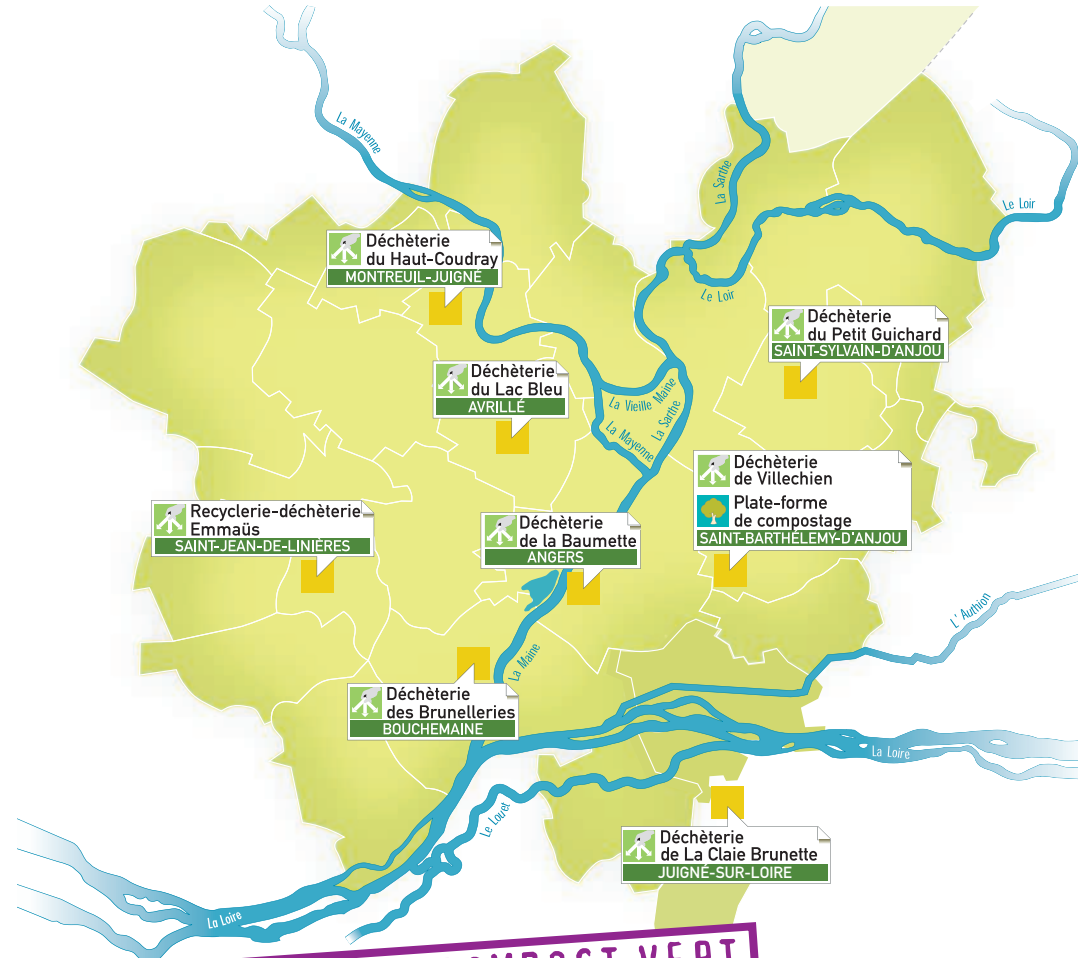 La Mayenne
La Sarthe
Le Loir
Le Loir
Déchèterie
du Haut-Coudray
MONTREUIL-JUIGNÉ
Déchèterie
du Petit Guichard
SAINT-SYLVAIN-D'ANJOU
Déchèterie
du Lac Bleu
AVRILLÉ
La Vieille Maine
La Mayenne
La Sarthe
Déchèterie
de Villechien
Plate-forme
de compostage
SAINT-BARTHÉLEMY-D'ANJOU
Recyclerie-déchèterie
Emmaüs
SAINT-JEAN-DE-LINIÈRES
Déchèterie
de la Baumette
ANGERS
L'Authion
La Maine
Déchèterie
des Brunelleries
BOUCHEMAINE
La Loire
Le Louet
Déchèterie
de La Claie Brunette
JUIGNÉ-SUR-LOIRE
La Loire
VERT